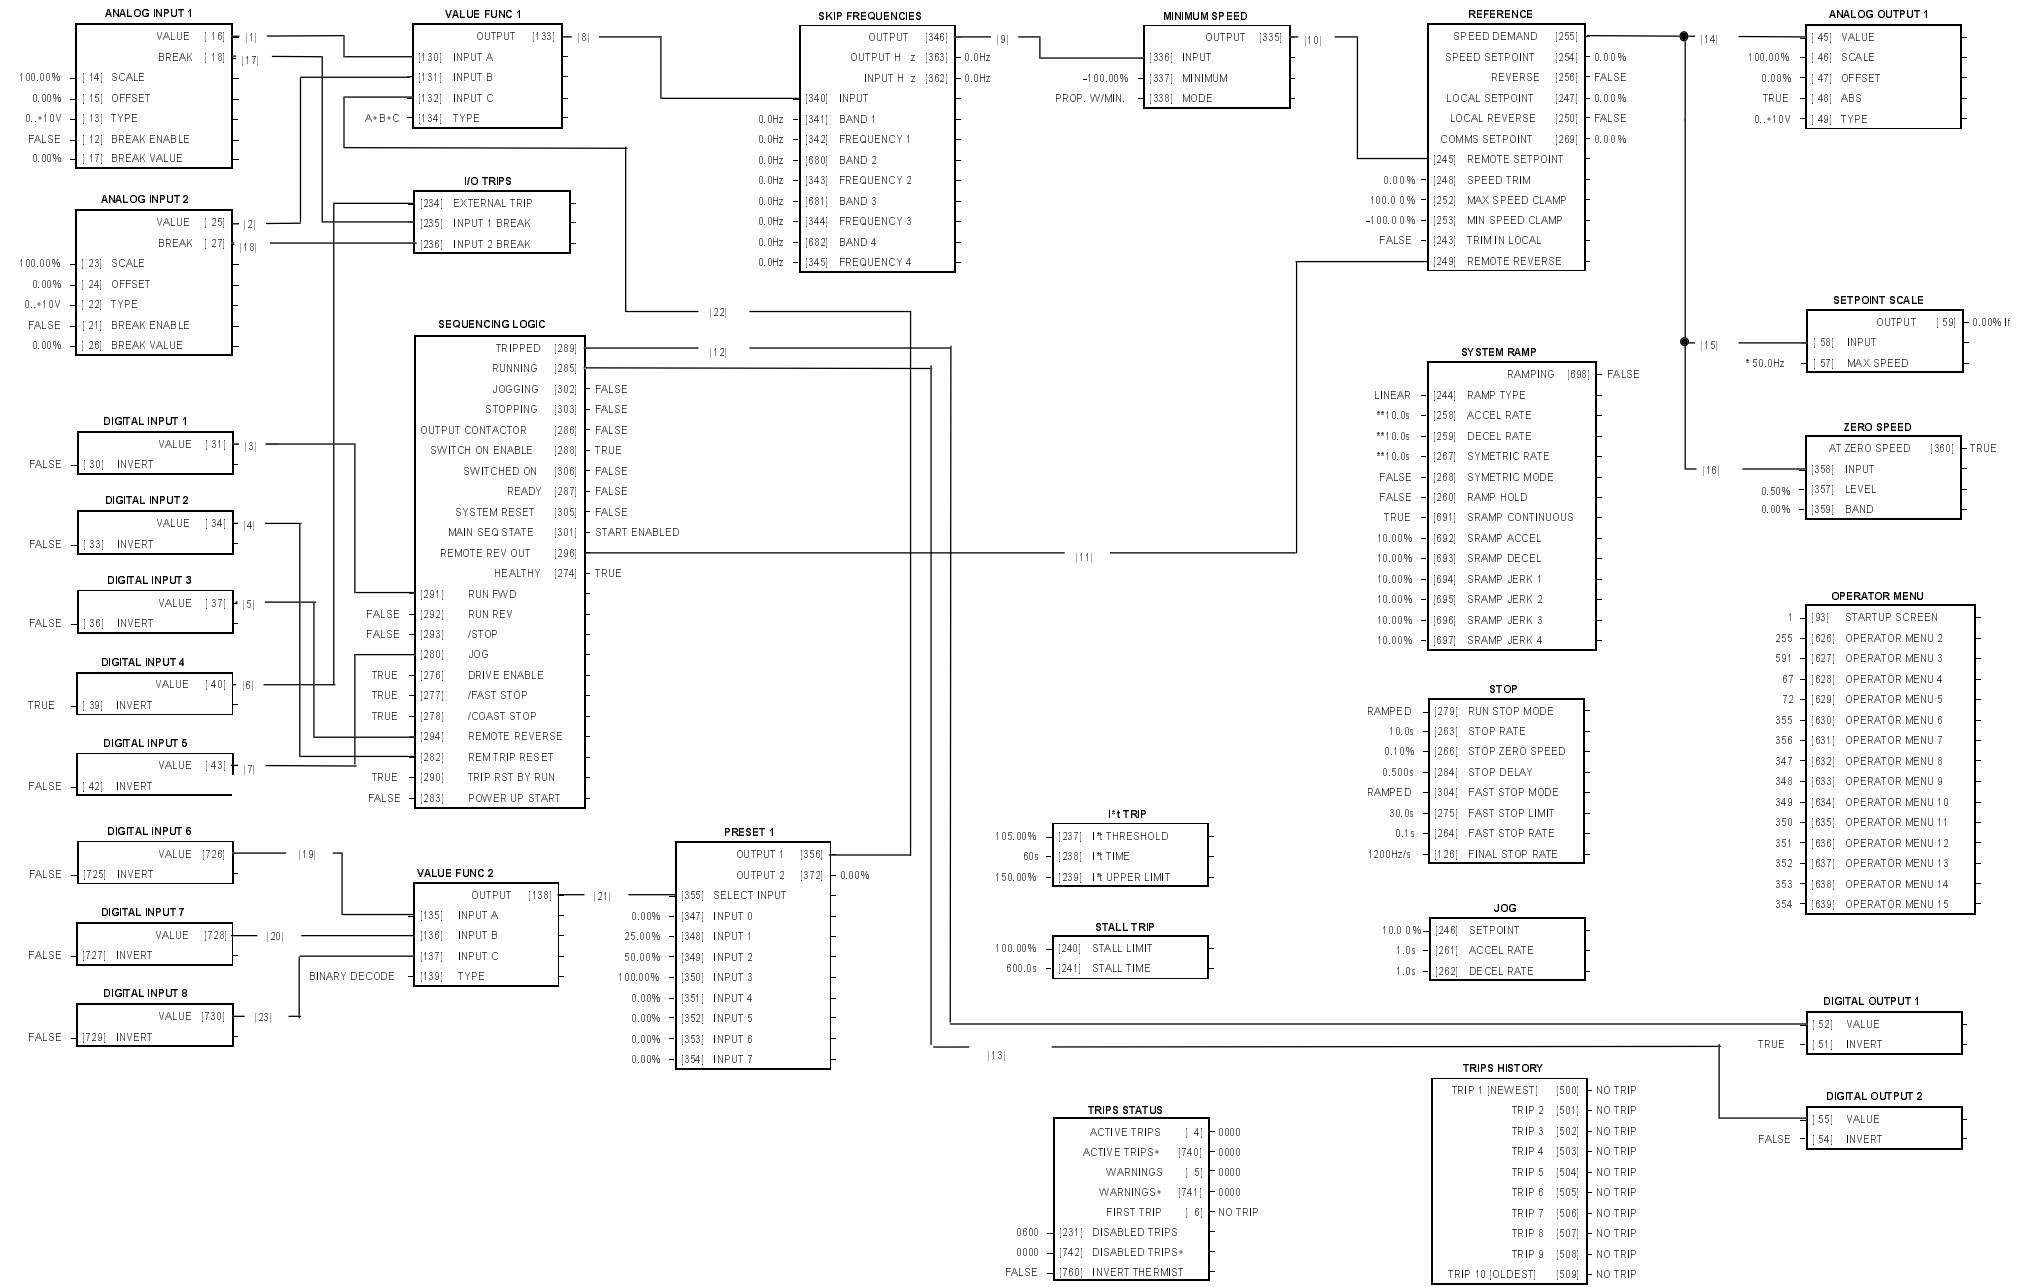 ANALOG INPUT 1
VALUE [ 16] |1|
BREAK [ 18] |17|
100.00% [ 14] SCALE
0.00% [ 15] OFFSET
0..+10V [ 13] TYPE
FALSE [ 12] BREAK ENABLE
0.00% [ 17] BREAK VALUE
ANALOG INPUT 2
VALUE [ 25] |2|
BREAK [ 27] |18|
100.00% [ 23] SCALE
0.00% [ 24] OFFSET
0..+10V [ 22] TYPE
FALSE [ 21] BREAK ENABLE
0.00% [ 26] BREAK VALUE
DIGITAL INPUT 1
VALUE [ 31] |3|
FALSE [ 30] INVERT
DIGITAL INPUT 2
VALUE [ 34] |4|
FALSE [ 33] INVERT
DIGITAL INPUT 3
VALUE [ 37] |5|
FALSE [ 36] INVERT
DIGITAL INPUT 4
VALUE [ 40] |6|
TRUE [ 39] INVERT
DIGITAL INPUT 5
VALUE [ 43] |7|
FALSE [ 42] INVERT
DIGITAL INPUT 6
VALUE [726] |19|
FALSE [725] INVERT
DIGITAL INPUT 7
VALUE [728] |20|
FALSE [727] INVERT
DIGITAL INPUT 8
VALUE [730] |23|
FALSE [729] INVERT
VALUE FUNC 1
OUTPUT [133] |8|
[130] INPUT A
[131] INPUT B
[132] INPUT C
A+B+C [134] TYPE
I/O TRIPS
[234] EXTERNAL TRIP
[235] INPUT 1 BREAK
[236] INPUT 2 BREAK
|22|
SEQUENCING LOGIC
TRIPPED [289] |12|
RUNNING [285]
JOGGING [302] FALSE
STOPPING [303] FALSE
OUTPUT CONTACTOR [286] FALSE
SWITCH ON ENABLE [288] TRUE
SWITCHED ON [306] FALSE
READY [287] FALSE
SYSTEM RESET [305] FALSE
MAIN SEQ STATE [301] START ENABLED
REMOTE REV OUT [296] |11|
HEALTHY [274] TRUE
[291] RUN FWD
FALSE [292] RUN REV
FALSE [293] /STOP
[280] JOG
TRUE [276] DRIVE ENABLE
TRUE [277] /FAST STOP
TRUE [278] /COAST STOP
[294] REMOTE REVERSE
[282] REM TRIP RESET
TRUE [290] TRIP RST BY RUN
FALSE [283] POWER UP START
VALUE FUNC 2
OUTPUT [138] |21|
[135] INPUT A
[136] INPUT B
[137] INPUT C
BINARY DECODE [139] TYPE
PRESET 1
OUTPUT 1 [356]
OUTPUT 2 [372] 0.00%
[355] SELECT INPUT
0.00% [347] INPUT 0
25.00% [348] INPUT 1
50.00% [349] INPUT 2
100.00% [350] INPUT 3
0.00% [351] INPUT 4
0.00% [352] INPUT 5
0.00% [353] INPUT 6
0.00% [354] INPUT 7
SKIP FREQUENCIES
OUTPUT [346] |9|
OUTPUT H z [363] 0.0Hz
INPUT H z [362] 0.0Hz
[340] INPUT
0.0Hz [341] BAND 1
0.0Hz [342] FREQUENCY 1
0.0Hz [680] BAND 2
0.0Hz [343] FREQUENCY 2
0.0Hz [681] BAND 3
0.0Hz [344] FREQUENCY 3
0.0Hz [682] BAND 4
0.0Hz [345] FREQUENCY 4
MINIMUM SPEED
OUTPUT [335] |10|
[336] INPUT
-100.00% [337] MINIMUM
PROP. W/MIN. [338] MODE
I*t TRIP
105.00% [237] I*t THRESHOLD
60s [238] I*t TIME
150.00% [239] I*t UPPER LIMIT
STALL TRIP
100.00% [240] STALL LIMIT
600.0s [241] STALL TIME
|13|
TRIPS STATUS
ACTIVE TRIPS [ 4] 0000
ACTIVE TRIPS+ [740] 0000
WARNINGS [ 5] 0000
WARNINGS+ [741] 0000
FIRST TRIP [ 6] NO TRIP
0600 [231] DISABLED TRIPS
0000 [742] DISABLED TRIPS+
FALSE [760] INVERT THERMIST
REFERENCE
SPEED DEMAND [255] |14|
SPEED SETPOINT [254] 0.00%
REVERSE [256] FALSE
LOCAL SETPOINT [247] 0.00%
LOCAL REVERSE [250] FALSE
COMMS SETPOINT [269] 0.00%
[245] REMOTE SETPOINT
0.00% [248] SPEED TRIM
100.00% [252] MAX SPEED CLAMP
-100.00% [253] MIN SPEED CLAMP
FALSE [243] TRIM IN LOCAL
[249] REMOTE REVERSE
SYSTEM RAMP
RAMPING [698] FALSE
LINEAR [244] RAMP TYPE
**10.0s [258] ACCEL RATE
**10.0s [259] DECEL RATE
**10.0s [267] SYMETRIC RATE
FALSE [268] SYMETRIC MODE
FALSE [260] RAMP HOLD
TRUE [691] SRAMP CONTINUOUS
10.00% [692] SRAMP ACCEL
10.00% [693] SRAMP DECEL
10.00% [694] SRAMP JERK 1
10.00% [695] SRAMP JERK 2
10.00% [696] SRAMP JERK 3
10.00% [697] SRAMP JERK 4
STOP
RAMPED [279] RUN STOP MODE
10.0s [263] STOP RATE
0.10% [266] STOP ZERO SPEED
0.500s [284] STOP DELAY
RAMPED [304] FAST STOP MODE
30.0s [275] FAST STOP LIMIT
0.1s [264] FAST STOP RATE
1200Hz/s [126] FINAL STOP RATE
JOG
10.00% [246] SETPOINT
1.0s [261] ACCEL RATE
1.0s [262] DECEL RATE
TRIPS HISTORY
TRIP 1 [NEWEST] [500] NO TRIP
TRIP 2 [501] NO TRIP
TRIP 3 [502] NO TRIP
TRIP 4 [503] NO TRIP
TRIP 5 [504] NO TRIP
TRIP 6 [505] NO TRIP
TRIP 7 [506] NO TRIP
TRIP 8 [507] NO TRIP
TRIP 9 [508] NO TRIP
TRIP 10 [OLDEST] [509] NO TRIP
ANALOG OUTPUT 1
[ 45] VALUE
100.00% [ 46] SCALE
0.00% [ 47] OFFSET
TRUE [ 48] ABS
0..+10V [ 49] TYPE
SETPOINT SCALE
OUTPUT [ 59] 0.00% lf
|15| [ 58] INPUT
* 50.0Hz [ 57] MAX SPEED
ZERO SPEED
AT ZERO SPEED [360] TRUE
|16| [358] INPUT
0.50% [357] LEVEL
0.00% [359] BAND
OPERATOR MENU
1 [93] STARTUP SCREEN
255 [626] OPERATOR MENU 2
591 [627] OPERATOR MENU 3
67 [628] OPERATOR MENU 4
72 [629] OPERATOR MENU 5
355 [630] OPERATOR MENU 6
356 [631] OPERATOR MENU 7
347 [632] OPERATOR MENU 8
348 [633] OPERATOR MENU 9
349 [634] OPERATOR MENU 10
350 [635] OPERATOR MENU 11
351 [636] OPERATOR MENU 12
352 [637] OPERATOR MENU 13
353 [638] OPERATOR MENU 14
354 [639] OPERATOR MENU 15
DIGITAL OUTPUT 1
[ 52] VALUE
TRUE [ 51] INVERT
DIGITAL OUTPUT 2
[ 55] VALUE
FALSE [ 54] INVERT